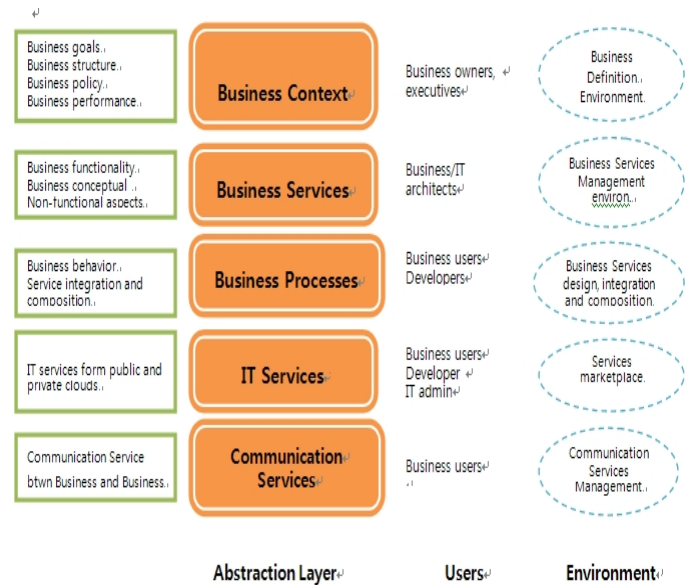 Business goals.
Business structure.
Business policy.
Business performance.
Business Context
Business owners,
executives
Business
Definition.
Environment.
Business functionality.
Business conceptual .
Non-functional aspects.
Business Services
Business/IT
architects
Business Services
Management
environ..
Business behavior.
Service integration and
composition.
Business Processes
Business users
Developers
Business Services
design, integration
and composition.
IT services form public and
private clouds.
IT Services
Business users
Developer
IT admin
Services
marketplace.
Communication Service
btwn Business and Business.
Communication
Services
Business users
Communication
Services
Management.
Abstraction Layer
Users
Environment.